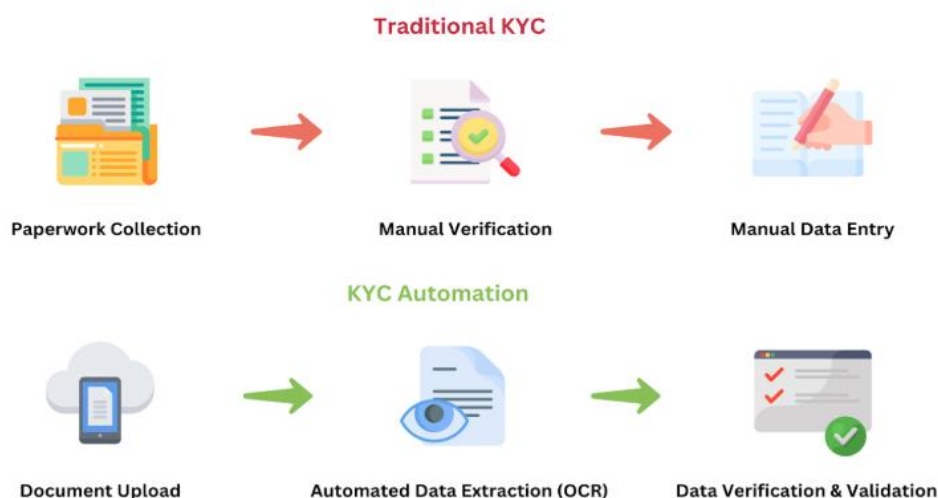 Traditional KYC
Paperwork Collection
Manual Verification
Manual Data Entry
KYC Automation
Document Upload
Automated Data Extraction (OCR)
Data Verification & Validation